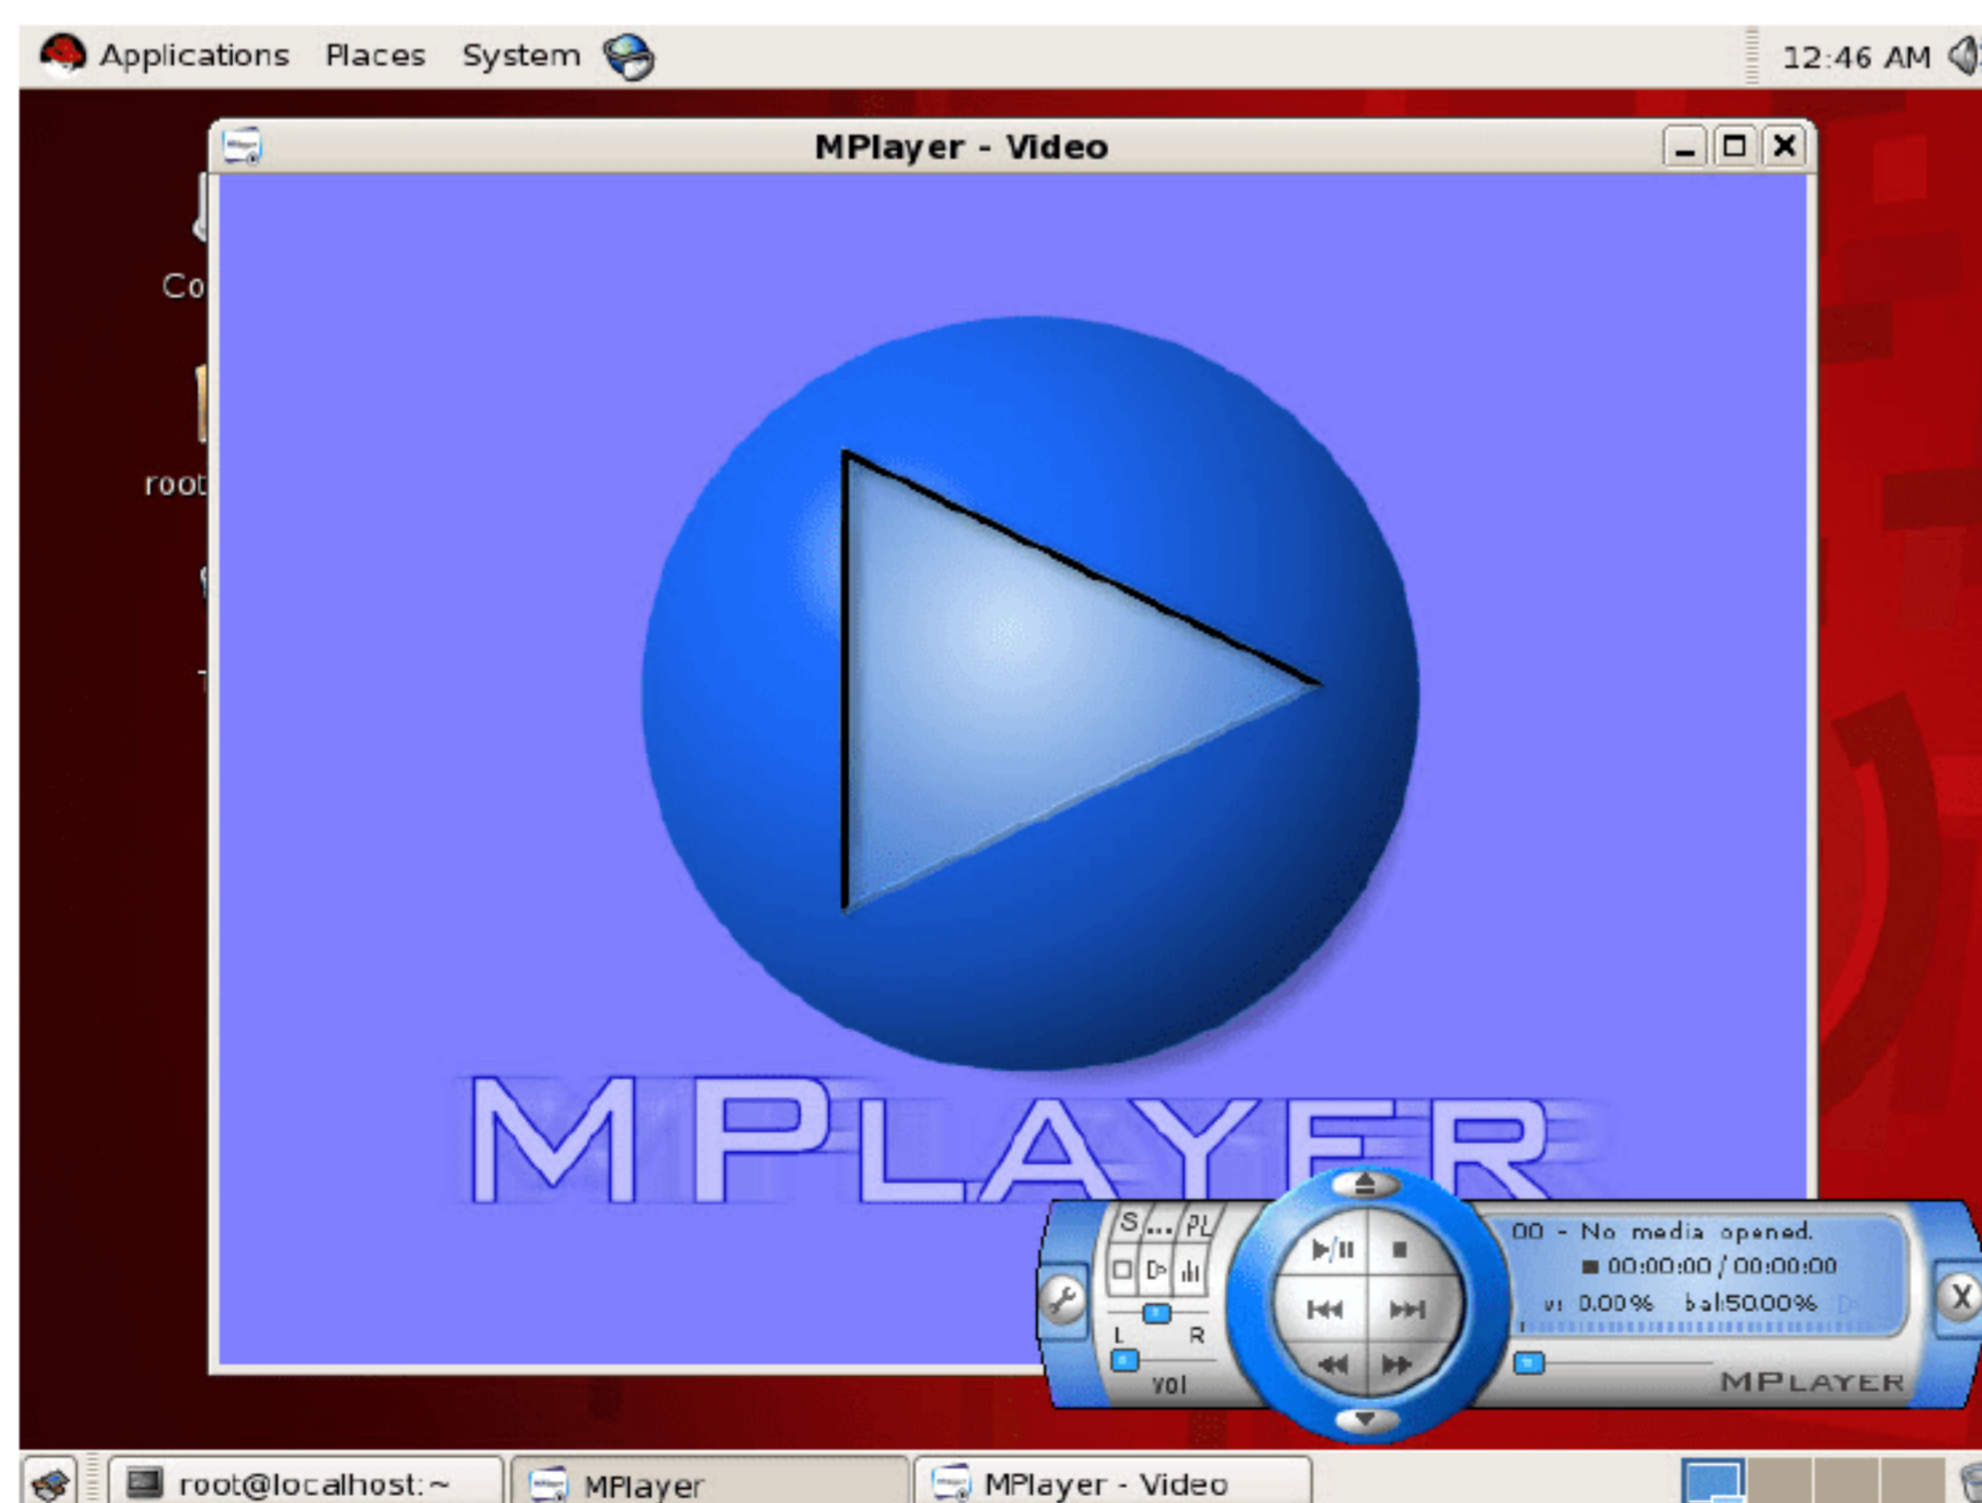 Applications Places System 12:46 AM
MPlayer - Video
Co
root
MPLAYER
S ... PL
00 - No media opened.
00:00:00 / 00:00:00
v: 0.00% bal:50.00%
L R
vol
X
MPLAYER
root@localhost:~ MPlayer MPlayer - Video